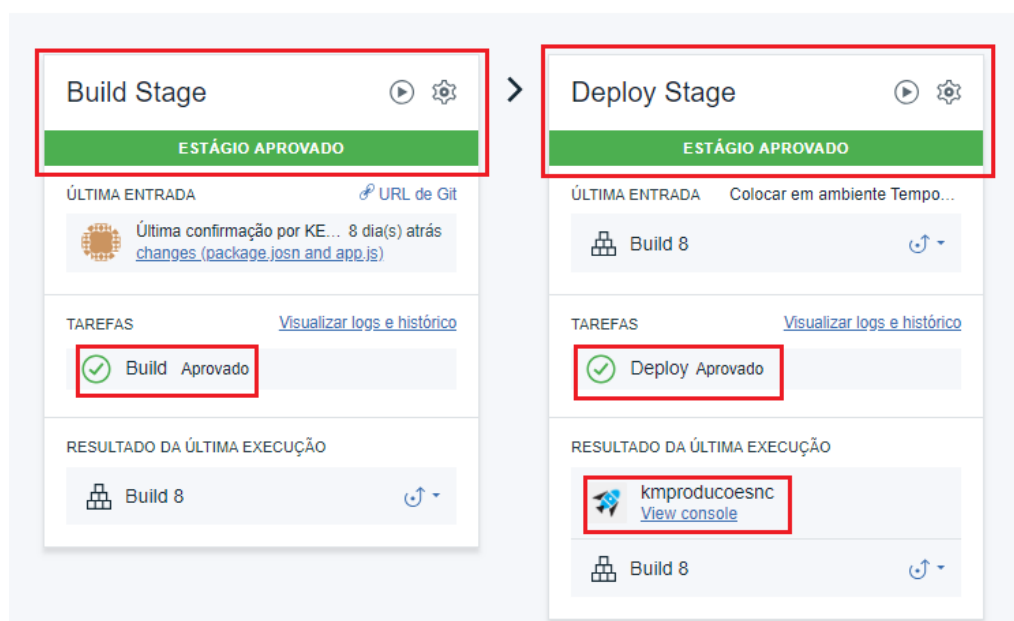 Build Stage
ESTÁGIO APROVADO
ÚLTIMA ENTRADA URL de Git
Última confirmação por KE... 8 dia(s) atrás
changes (package.josn and app.js)
TAREFAS Visualizar logs e histórico
Build Aprovado
RESULTADO DA ÚLTIMA EXECUÇÃO
Build 8
Deploy Stage
ESTÁGIO APROVADO
ÚLTIMA ENTRADA Colocar em ambiente Tempo...
Build 8
TAREFAS Visualizar logs e histórico
Deploy Aprovado
RESULTADO DA ÚLTIMA EXECUÇÃO
kmproducoesnc
View console
Build 8